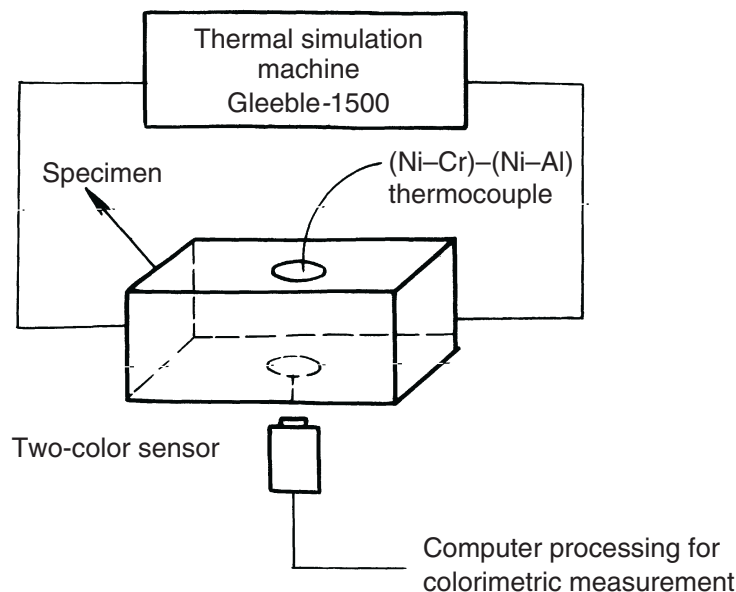 Thermal simulation
machine
Gleeble-1500
(Ni–Cr)–(Ni–Al)
thermocouple
Specimen
Two-color sensor
Computer processing for
colorimetric measurement